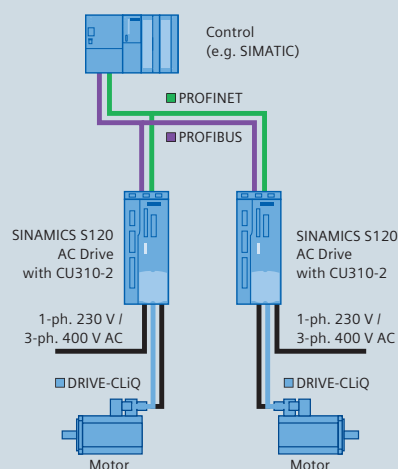 Control
(e.g. SIMATIC)
PROFINET
PROFIBUS
SINAMICS S120
AC Drive
with CU310-2
SINAMICS S120
AC Drive
with CU310-2
1-ph. 230 V /
3-ph. 400 V AC
1-ph. 230 V /
3-ph. 400 V AC
DRIVE-CLiQ
DRIVE-CLiQ
Motor
Motor